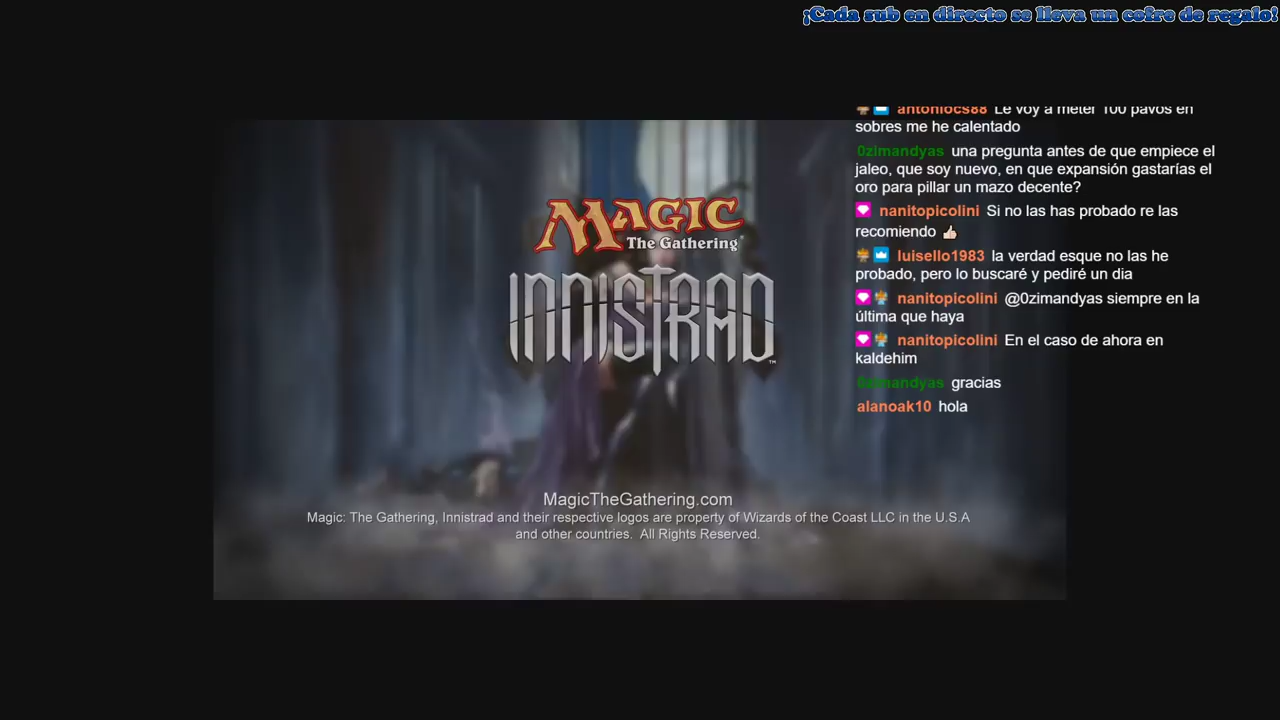 ¡Cada sub en directo se lleva un cofre de regalo!
antoniocs88 Le voy a meter 100 pavos en
sobres me he calentado
0zimandyas una pregunta antes de que empiece el
jaleo, que soy nuevo, en que expansión gastarías el
oro para pillar un mazo decente?
nanitopicolini Si no las has probado re las
recomiendo 👍🏻
luisello1983 la verdad esque no las he
probado, pero lo buscaré y pediré un dia
nanitopicolini @0zimandyas siempre en la
última que haya
nanitopicolini En el caso de ahora en
kaldehim
0zimandyas gracias
alanoak10 hola
MAGIC
The Gathering®
INNISTRAD™
MagicTheGathering.com
Magic: The Gathering, Innistrad and their respective logos are property of Wizards of the Coast LLC in the U.S.A
and other countries. All Rights Reserved.